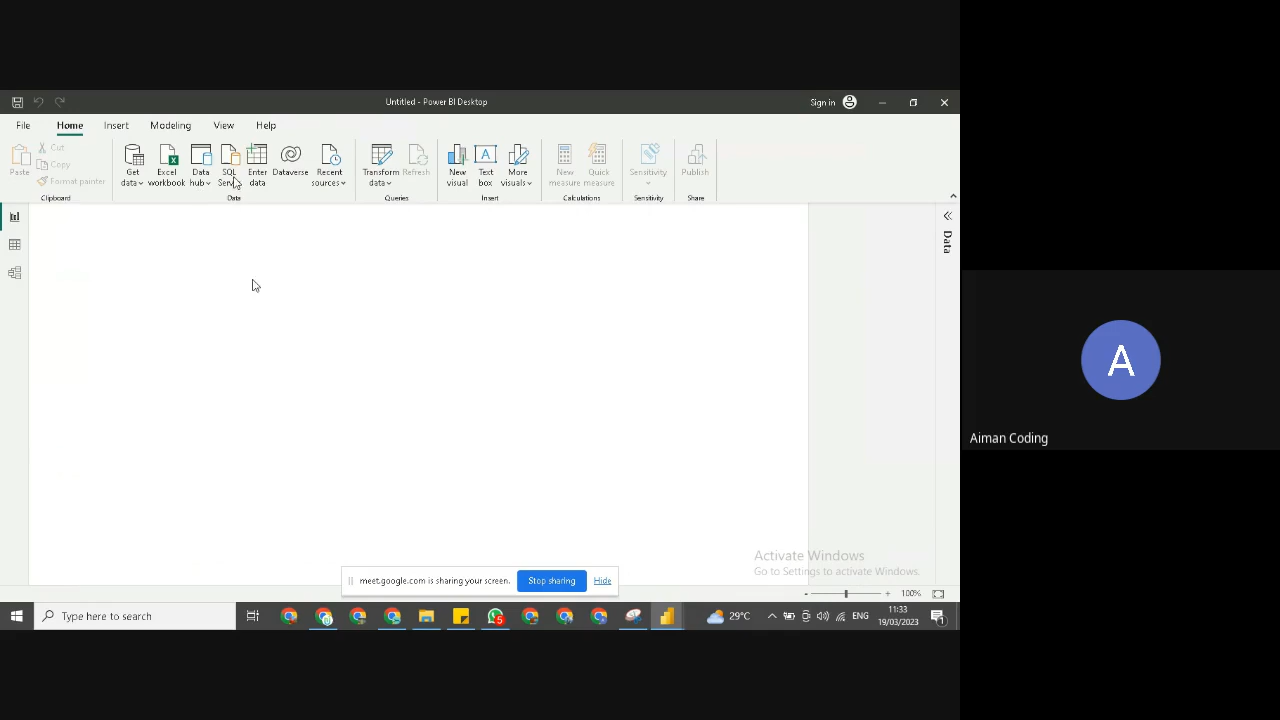 Untitled - Power BI Desktop
Sign in
File Home Insert Modeling View Help
Paste
Cut
Copy
Format painter
Clipboard
Get data
Excel workbook
Data hub
SQL
Enter data
Dataverse
Recent sources
Data
Transform data
Refresh
Queries
New visual
Text box
More visuals
Insert
New measure
Quick measure
Calculations
Sensitivity
Sensitivity
Publish
Share
Data
A
A
Aiman Coding
Activate Windows
Go to Settings to activate Windows.
meet.google.com is sharing your screen. Stop sharing Hide
- + 100%
Type here to search
5
29°C
ENG
11:33
19/03/2023
1